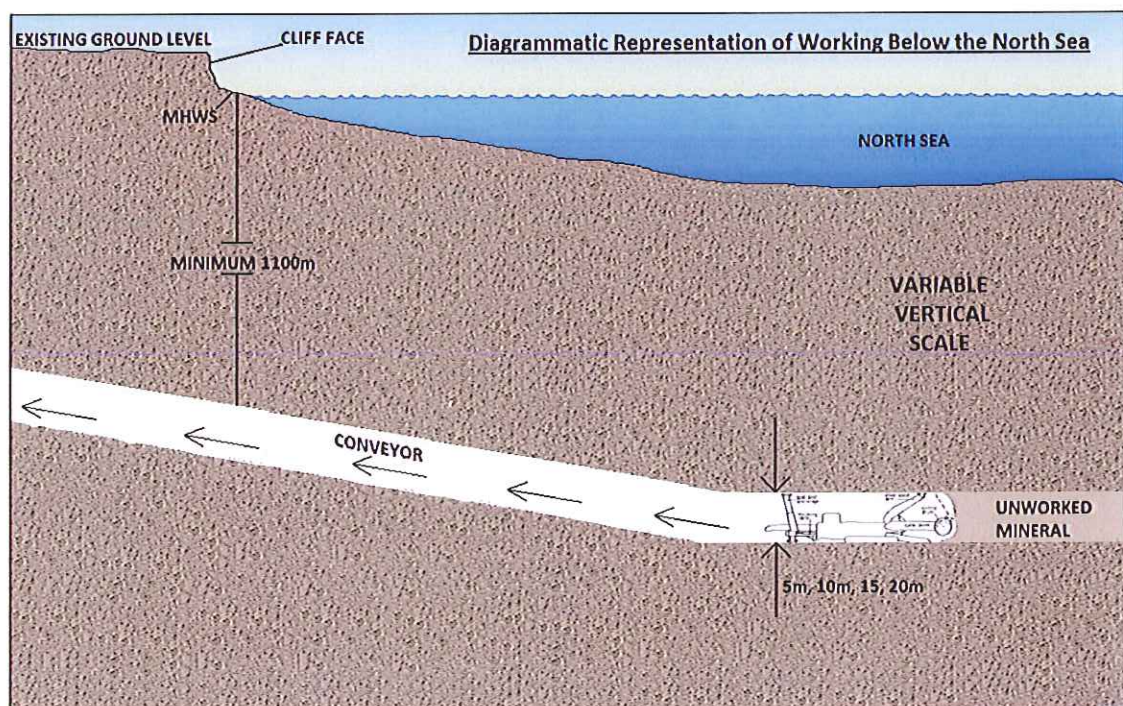 EXISTING GROUND LEVEL
CLIFF FACE
Diagrammatic Representation of Working Below the North Sea
MHWS
NORTH SEA
MINIMUM 1100m
VARIABLE
VERTICAL
SCALE
CONVEYOR
UNWORKED
MINERAL
5m, 10m, 15, 20m